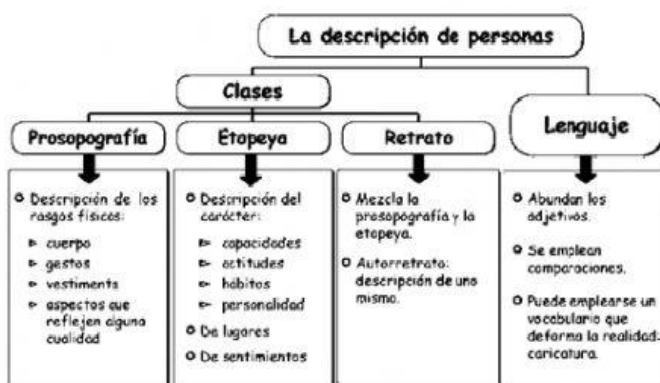 La descripción de personas
Clases
Prosopografía
Etopeya
Retrato
Lenguaje
Descripción de los
rasgos físicos:
cuerpo
gestos
vestimenta
aspectos que
reflejen alguna
cualidad
Descripción del
carácter:
capacidades
actitudes
hábitos
personalidad
De lugares
De sentimientos
Mezcla la
prosopografía y la
etopeya.
Autorretrato:
descripción de uno
mismo.
Abundan los
adjetivos.
Se emplean
comparaciones.
Puede emplearse un
vocabulario que
deforma la realidad:
caricatura.